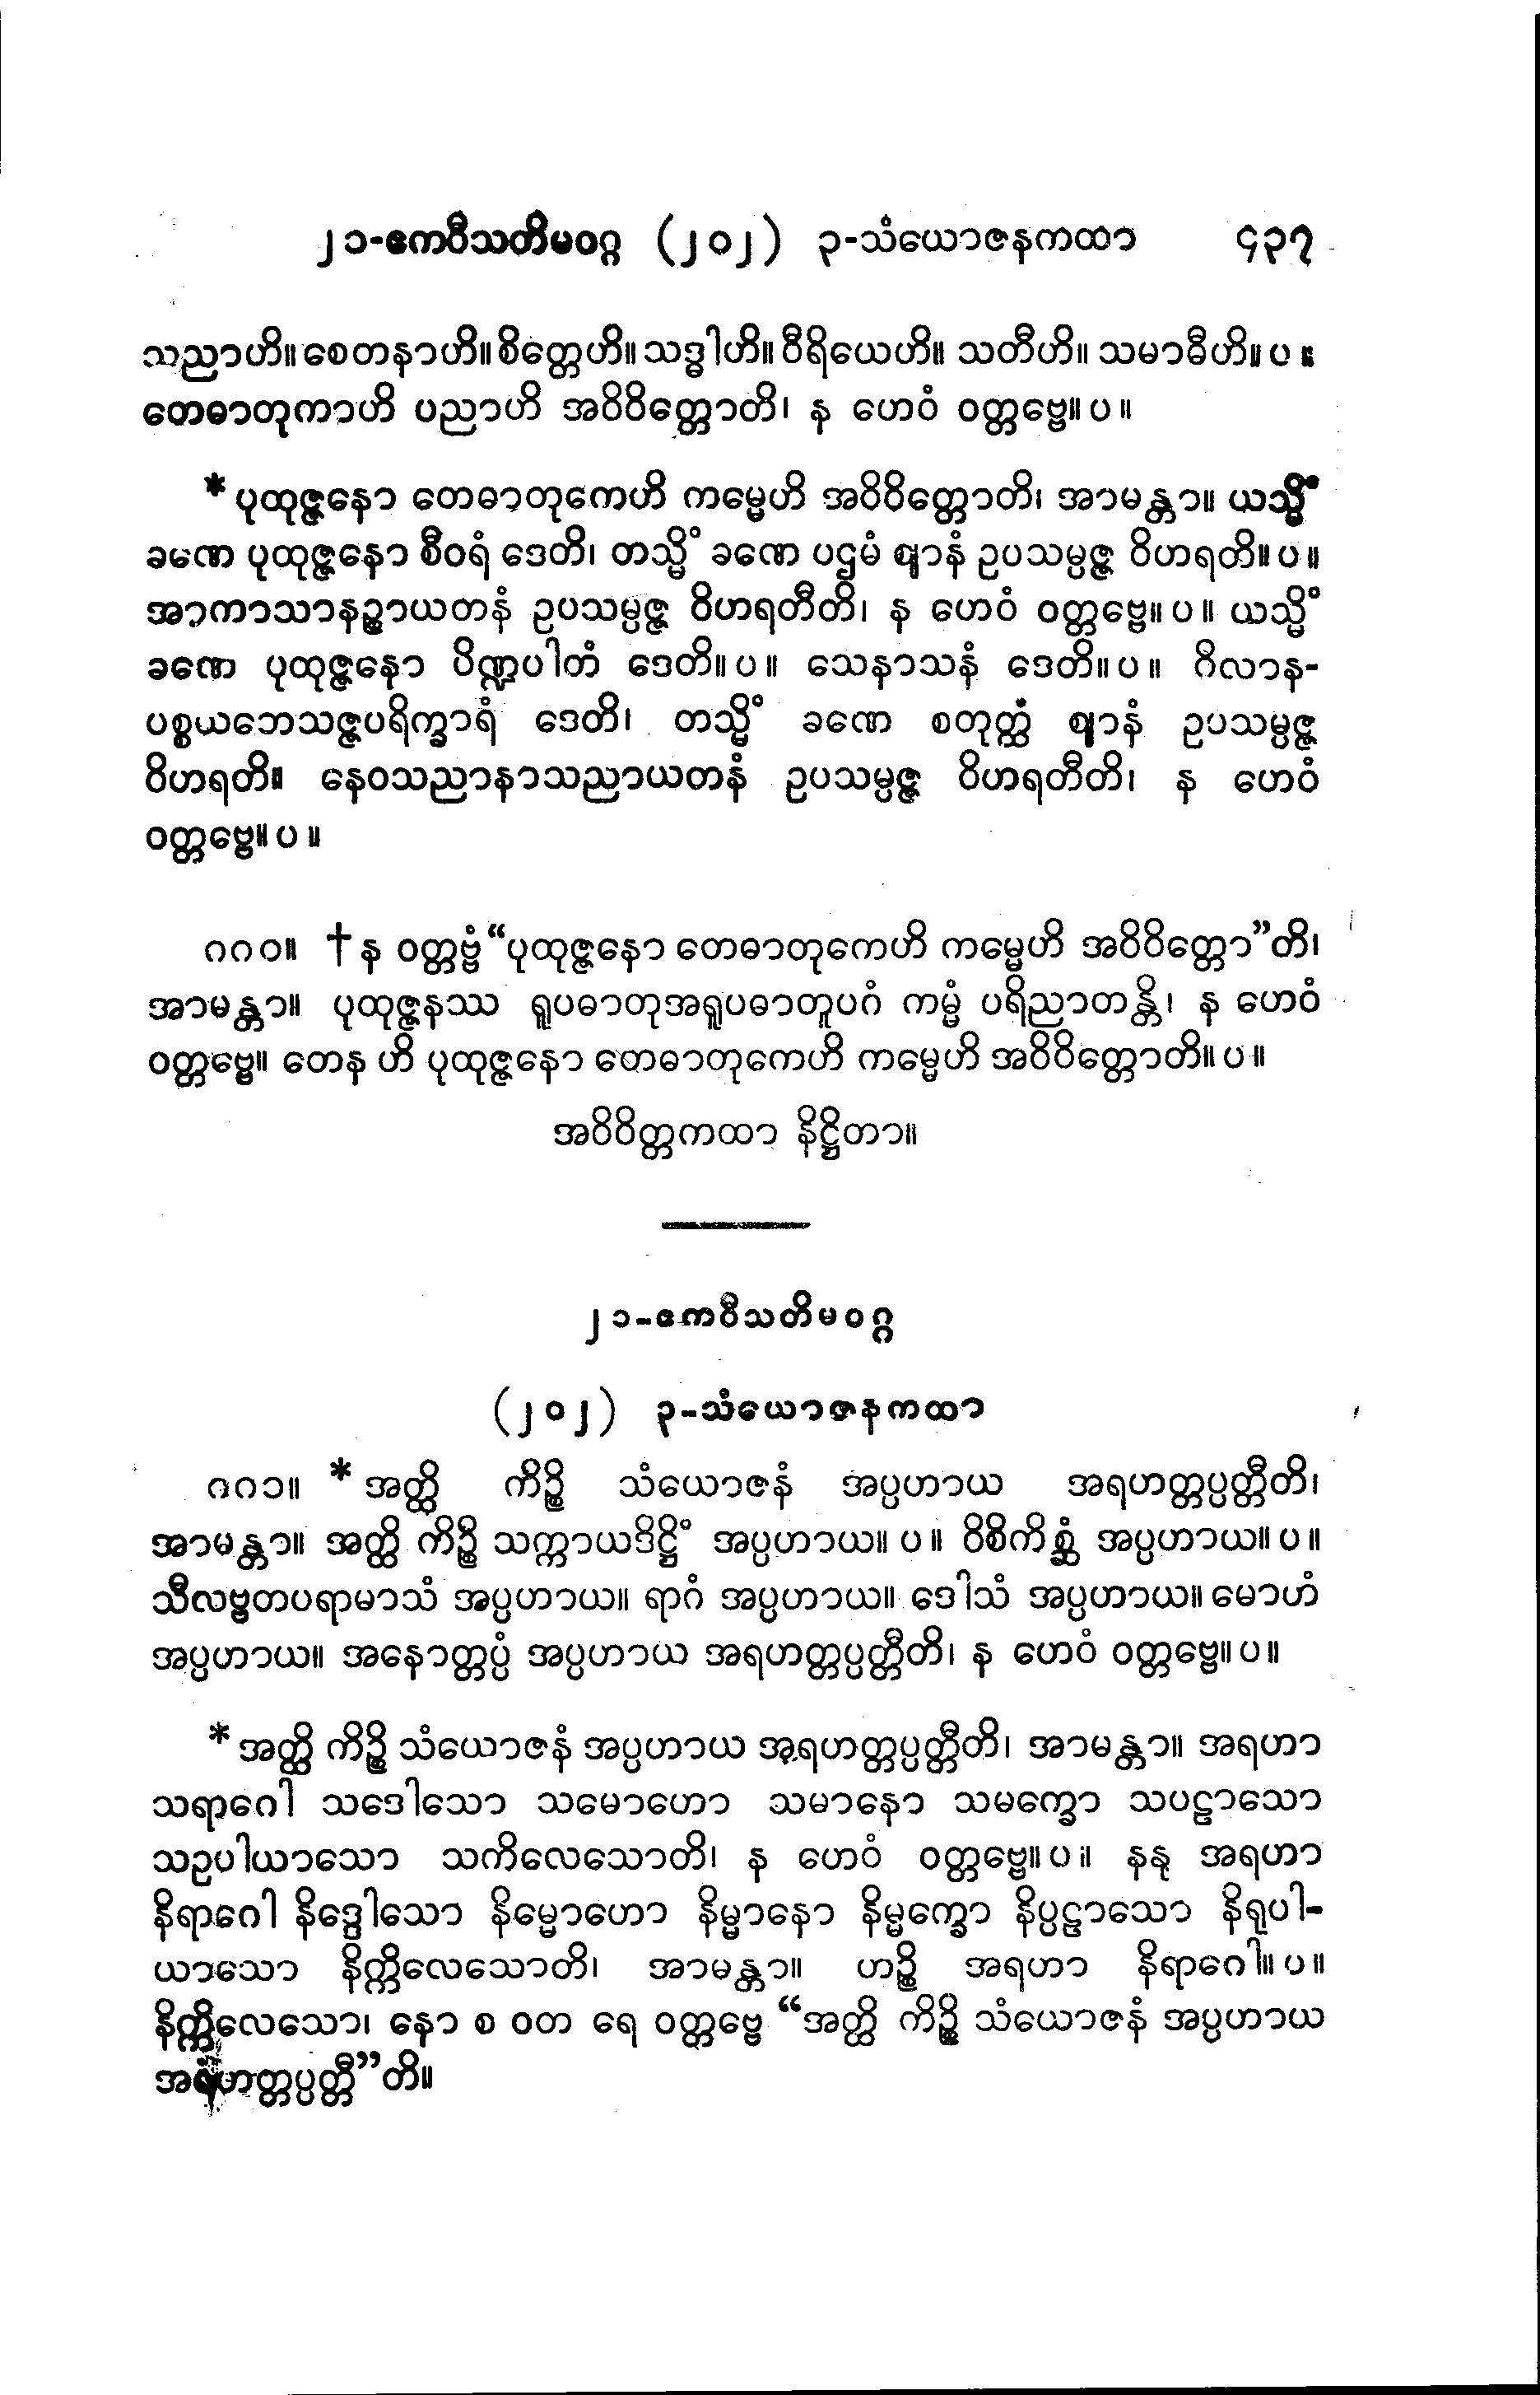 ၂၁-ဧကဝီသတိမဝဂ္ဂ (၂၀၂) ၃-သံယောဇနကထာ ၄၃၇
သညာဟိ။ စေတနာဟိ။ စိတ္တေဟိ။ သဒ္ဓါဟိ။ ဝီရိယေဟိ။ သတီဟိ။ သမာဓီဟိ။ ပ ။
တေဓာတုကာဟိ ပညာဟိ အဝိဝိတ္တောတိ၊ န ဟေဝံ ဝတ္တဗ္ဗေ။ ပ ။
* ပုထုဇ္ဇနော တေဓာတုကေဟိ ကမ္မေဟိ အဝိဝိတ္တောတိ၊ အာမန္တာ။ ယသ္မိံ
ခဏေ ပုထုဇ္ဇနော စီဝရံ ဒေတိ၊ တသ္မိံ ခဏေ ပဌမံ ဈာနံ ဥပသမ္ပဇ္ဇ ဝိဟရတိ။ ပ ။
အာကာသာနဉ္စာယတနံ ဥပသမ္ပဇ္ဇ ဝိဟရတီတိ၊ န ဟေဝံ ဝတ္တဗ္ဗေ။ ပ ။ ယသ္မိံ
ခဏေ ပုထုဇ္ဇနော ပိဏ္ဍပါတံ ဒေတိ။ ပ ။ သေနာသနံ ဒေတိ။ ပ ။ ဂိလာန-
ပစ္စယဘေသဇ္ဇပရိက္ခာရံ ဒေတိ၊ တသ္မိံ ခဏေ စတုတ္ထံ ဈာနံ ဥပသမ္ပဇ္ဇ
ဝိဟရတိ။ နေဝသညာနာသညာယတနံ ဥပသမ္ပဇ္ဇ ဝိဟရတီတိ၊ န ဟေဝံ
ဝတ္တဗ္ဗေ။ ပ ။
၈၈၀။ † န ဝတ္တဗ္ဗံ “ပုထုဇ္ဇနော တေဓာတုကေဟိ ကမ္မေဟိ အဝိဝိတ္တော”တိ၊
အာမန္တာ။ ပုထုဇ္ဇနဿ ရူပဓာတုအရူပဓာတူပဂံ ကမ္မံ ပရိညာတန္တိ၊ န ဟေဝံ
ဝတ္တဗ္ဗေ။ တေန ဟိ ပုထုဇ္ဇနော တေဓာတုကေဟိ ကမ္မေဟိ အဝိဝိတ္တောတိ။ ပ ။
အဝိဝိတ္တကထာ နိဋ္ဌိတာ။
၂၁-ဧကဝီသတိမဝဂ္ဂ
(၂၀၂) ၃-သံယောဇနကထာ
၈၈၁။ * အတ္ထိ ကိဉ္စိ သံယောဇနံ အပ္ပဟာယ အရဟတ္တပ္ပတ္တီတိ၊
အာမန္တာ။ အတ္ထိ ကိဉ္စိ သက္ကာယဒိဋ္ဌိံ အပ္ပဟာယ။ ပ ။ ဝိစိကိစ္ဆံ အပ္ပဟာယ။ ပ ။
သီလဗ္ဗတပရာမာသံ အပ္ပဟာယ။ ရာဂံ အပ္ပဟာယ။ ဒေါသံ အပ္ပဟာယ။ မောဟံ
အပ္ပဟာယ။ အနောတ္တပ္ပံ အပ္ပဟာယ အရဟတ္တပ္ပတ္တီတိ၊ န ဟေဝံ ဝတ္တဗ္ဗေ။ ပ ။
* အတ္ထိ ကိဉ္စိ သံယောဇနံ အပ္ပဟာယ အရဟတ္တပ္ပတ္တီတိ၊ အာမန္တာ။ အရဟာ
သရာဂေါ သဒေါသော သမောဟော သမာနော သမက္ခော သပဠာသော
သဥပါယာသော သကိလေသောတိ၊ န ဟေဝံ ဝတ္တဗ္ဗေ။ ပ ။ နနု အရဟာ
နိရာဂေါ နိဒ္ဒေါသော နိမ္မောဟော နိမ္မာနော နိမ္မက္ခော နိပ္ပဠာသော နိရုပါ-
ယာသော နိက္ကိလေသောတိ၊ အာမန္တာ။ ဟဉ္စိ အရဟာ နိရာဂေါ။ ပ ။
နိက္ကိလေသော၊ နော စ ဝတ ရေ ဝတ္တဗ္ဗေ “အတ္ထိ ကိဉ္စိ သံယောဇနံ အပ္ပဟာယ
အရဟတ္တပ္ပတ္တီ”တိ။